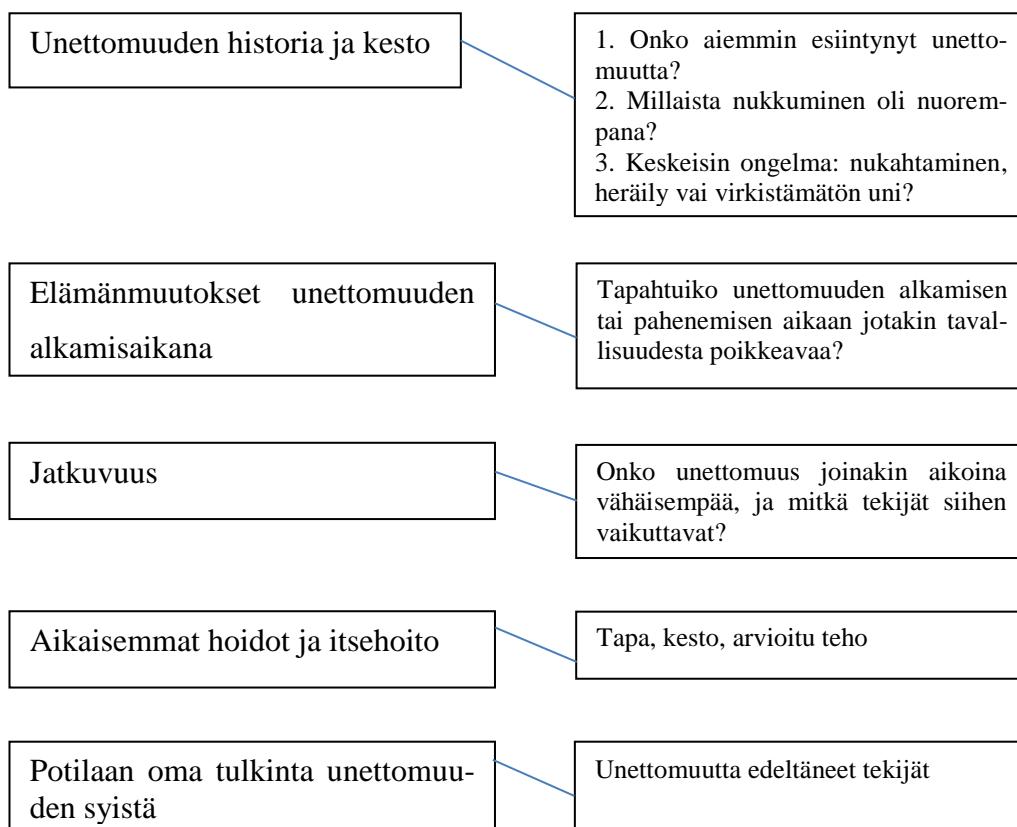 Unettomuuden historia ja kesto
1. Onko aiemmin esiintynyt unetto-
muutta?
2. Millaista nukkuminen oli nuorem-
pana?
3. Keskeisin ongelma: nukahtaminen,
heräily vai virkistämätön uni?
Elämänmuutokset unettomuuden
alkamisaikana
Tapahtuiko unettomuuden alkamisen
tai pahenemisen aikaan jotakin taval-
lisuudesta poikkeavaa?
Jatkuvuus
Onko unettomuus joinakin aikoina
vähäisempää, ja mitkä tekijät siihen
vaikuttavat?
Aikaisemmat hoidot ja itsehoito
Tapa, kesto, arvioitu teho
Potilaan oma tulkinta unettomuu-
den syistä
Unettomuutta edeltäneet tekijät